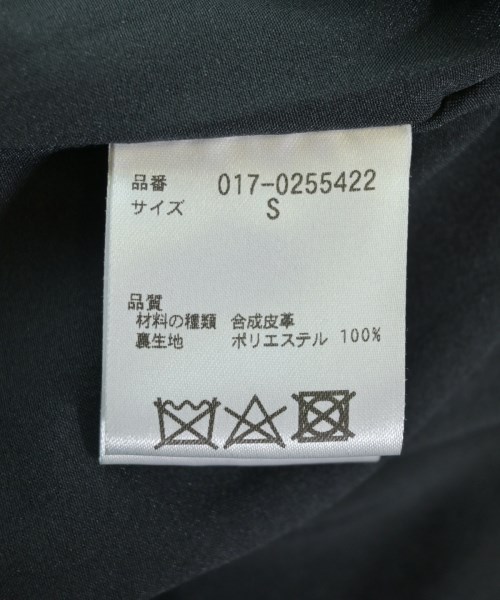 品番 017-0255422
サイズ S
品質
材料の種類 合成皮革
裏生地 ポリエステル 100%